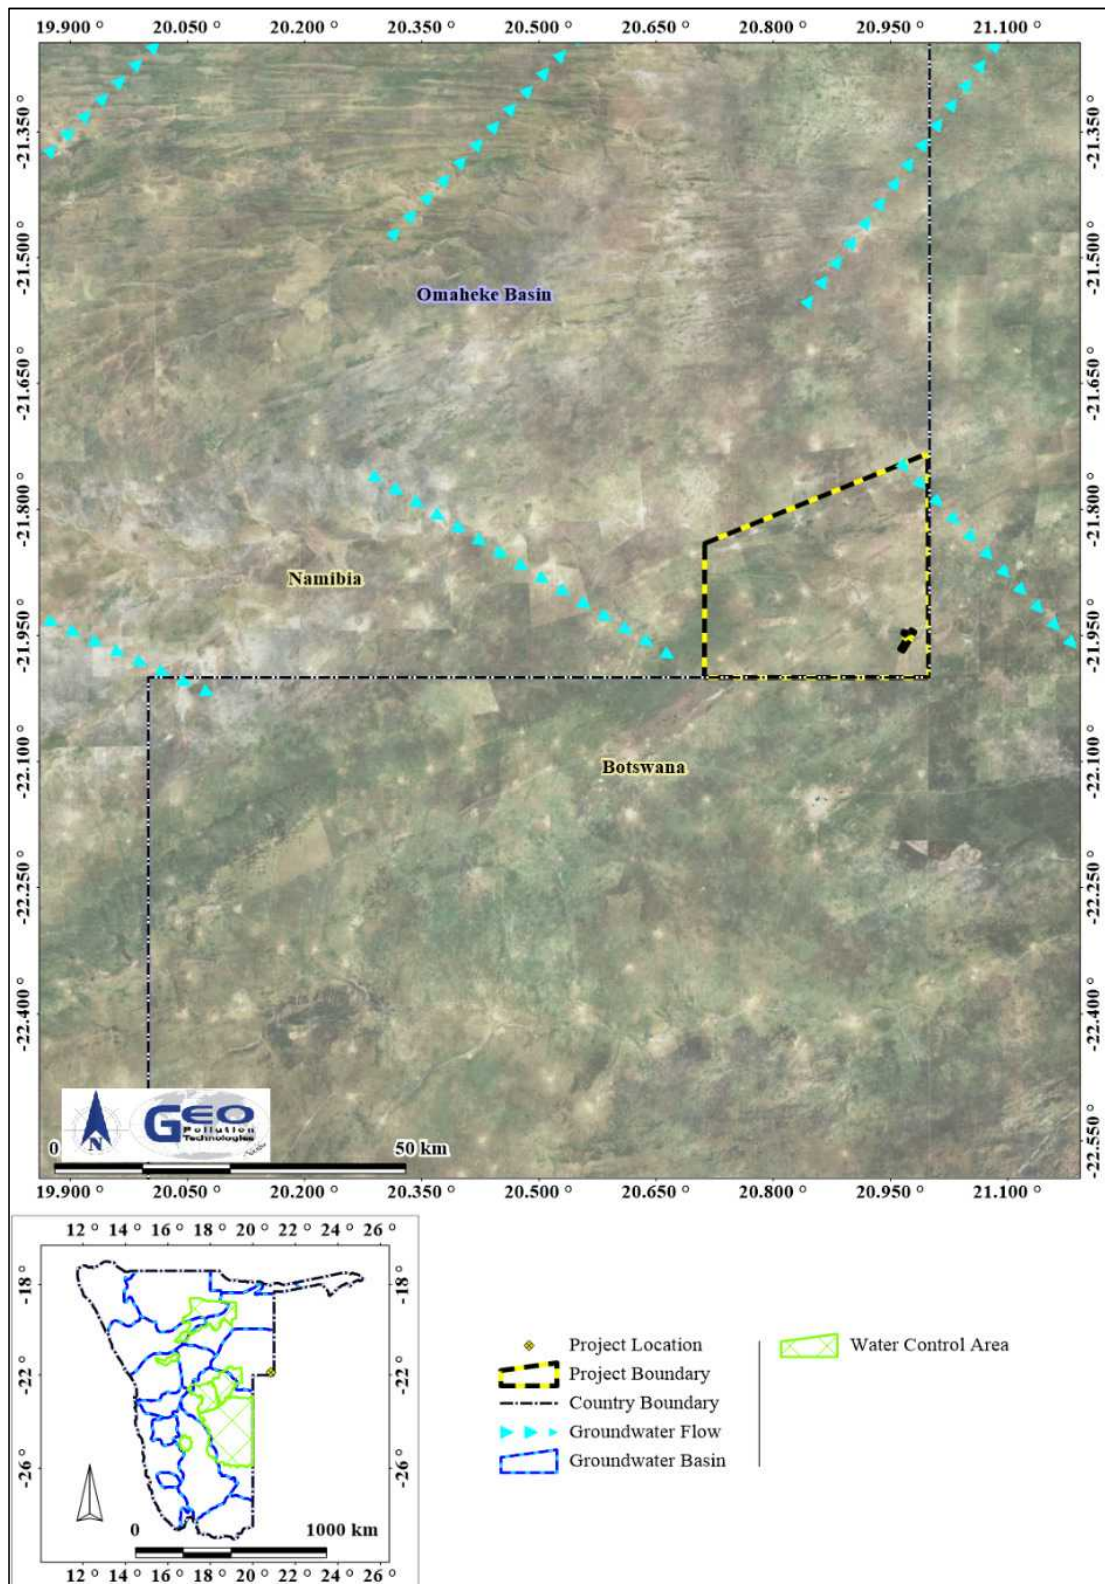 19.900 ° 20.050 ° 20.200 ° 20.350 ° 20.500 ° 20.650 ° 20.800 ° 20.950 ° 21.100 °
-21.350 ° -21.350 °
-21.500 ° -21.500 °
Omaheke Basin
-21.650 ° -21.650 °
-21.800 ° -21.800 °
Namibia
-21.950 ° -21.950 °
Botswana
-22.100 ° -22.100 °
-22.250 ° -22.250 °
-22.400 ° -22.400 °
-22.550 ° -22.550 °
N
GEO
Pollution
Technologies
0 50 km
19.900 ° 20.050 ° 20.200 ° 20.350 ° 20.500 ° 20.650 ° 20.800 ° 20.950 ° 21.100 °
12 ° 14 ° 16 ° 18 ° 20 ° 22 ° 24 ° 26 °
-18 ° -18 °
-22 ° -22 °
-26 ° -26 °
0 1000 km
12 ° 14 ° 16 ° 18 ° 20 ° 22 ° 24 ° 26 °
Project Location
Project Boundary
Country Boundary
Groundwater Flow
Groundwater Basin
Water Control Area